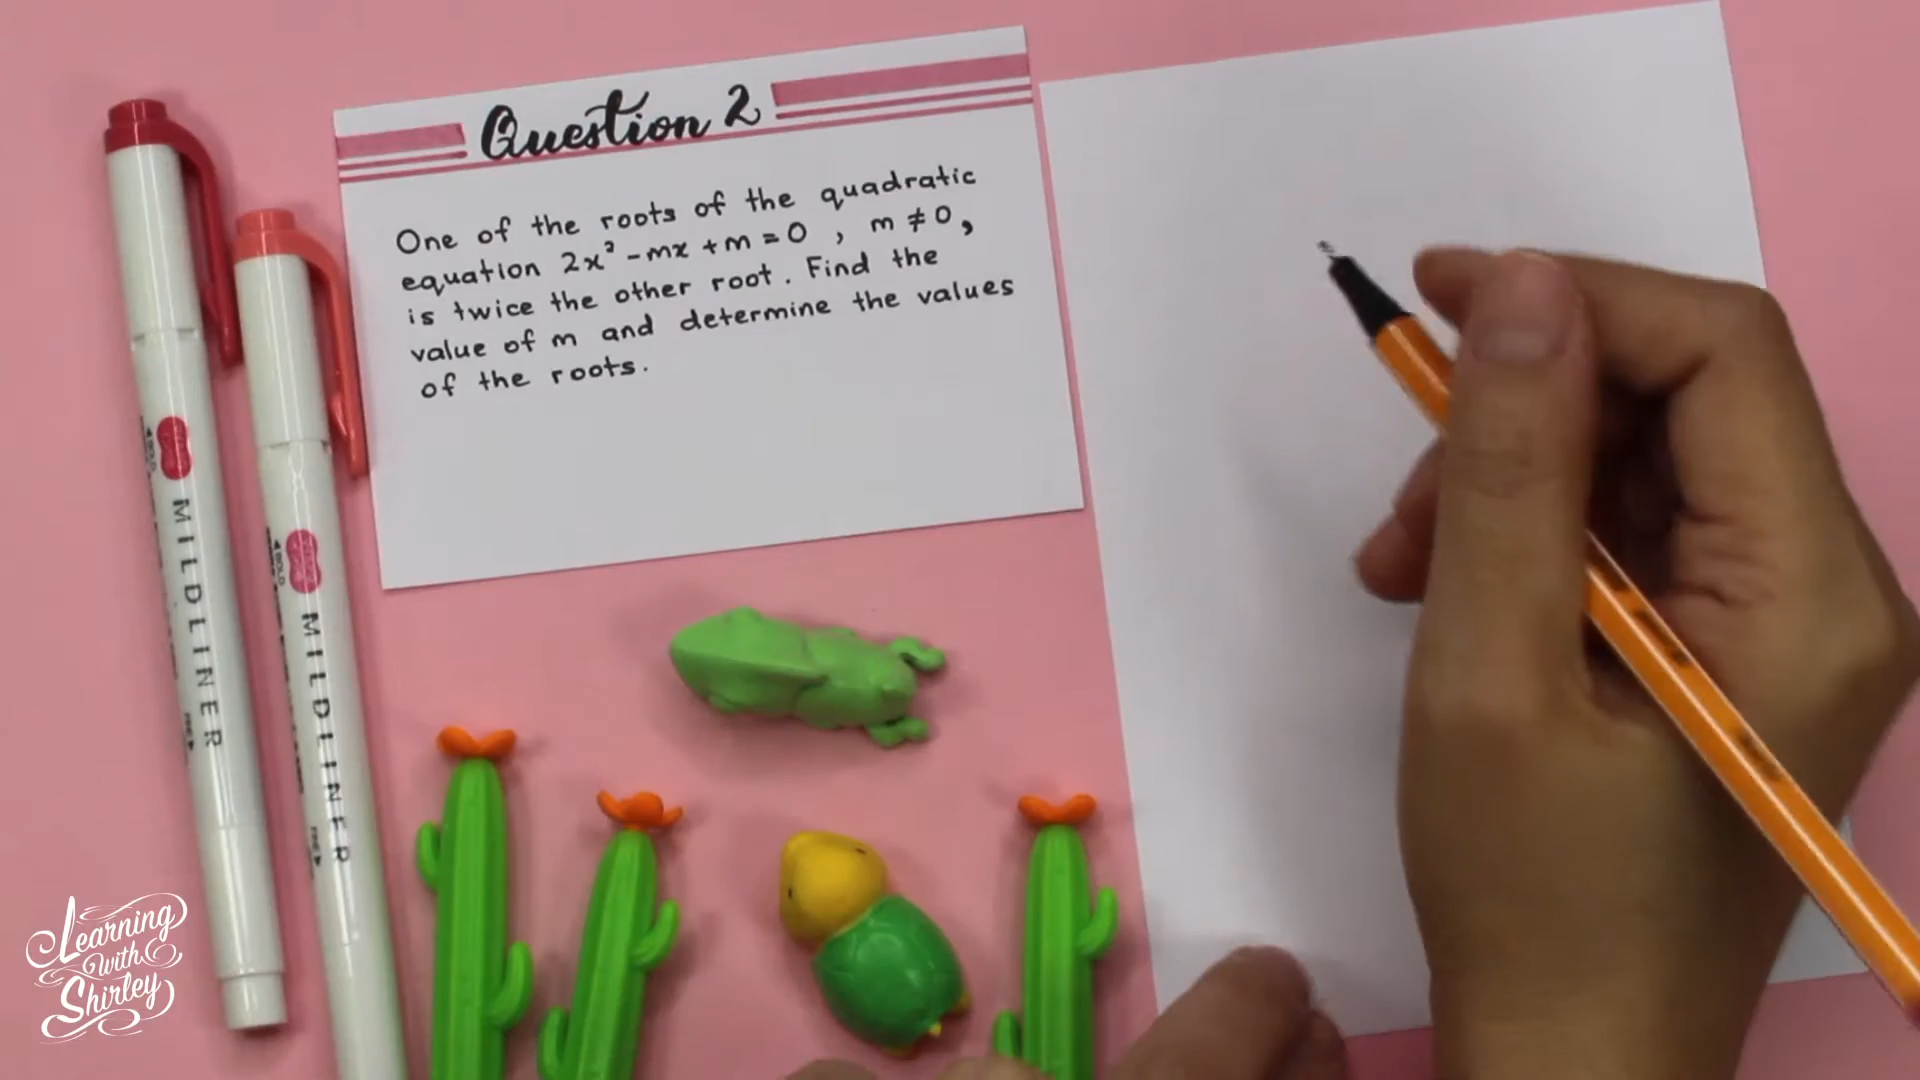 Question 2
One of the roots of the quadratic
equation 2x² - mx + m = 0 , m ≠ 0,
is twice the other root. Find the
value of m and determine the values
of the roots.
MILDLINER
MILDLINER
Learning
with
Shirley